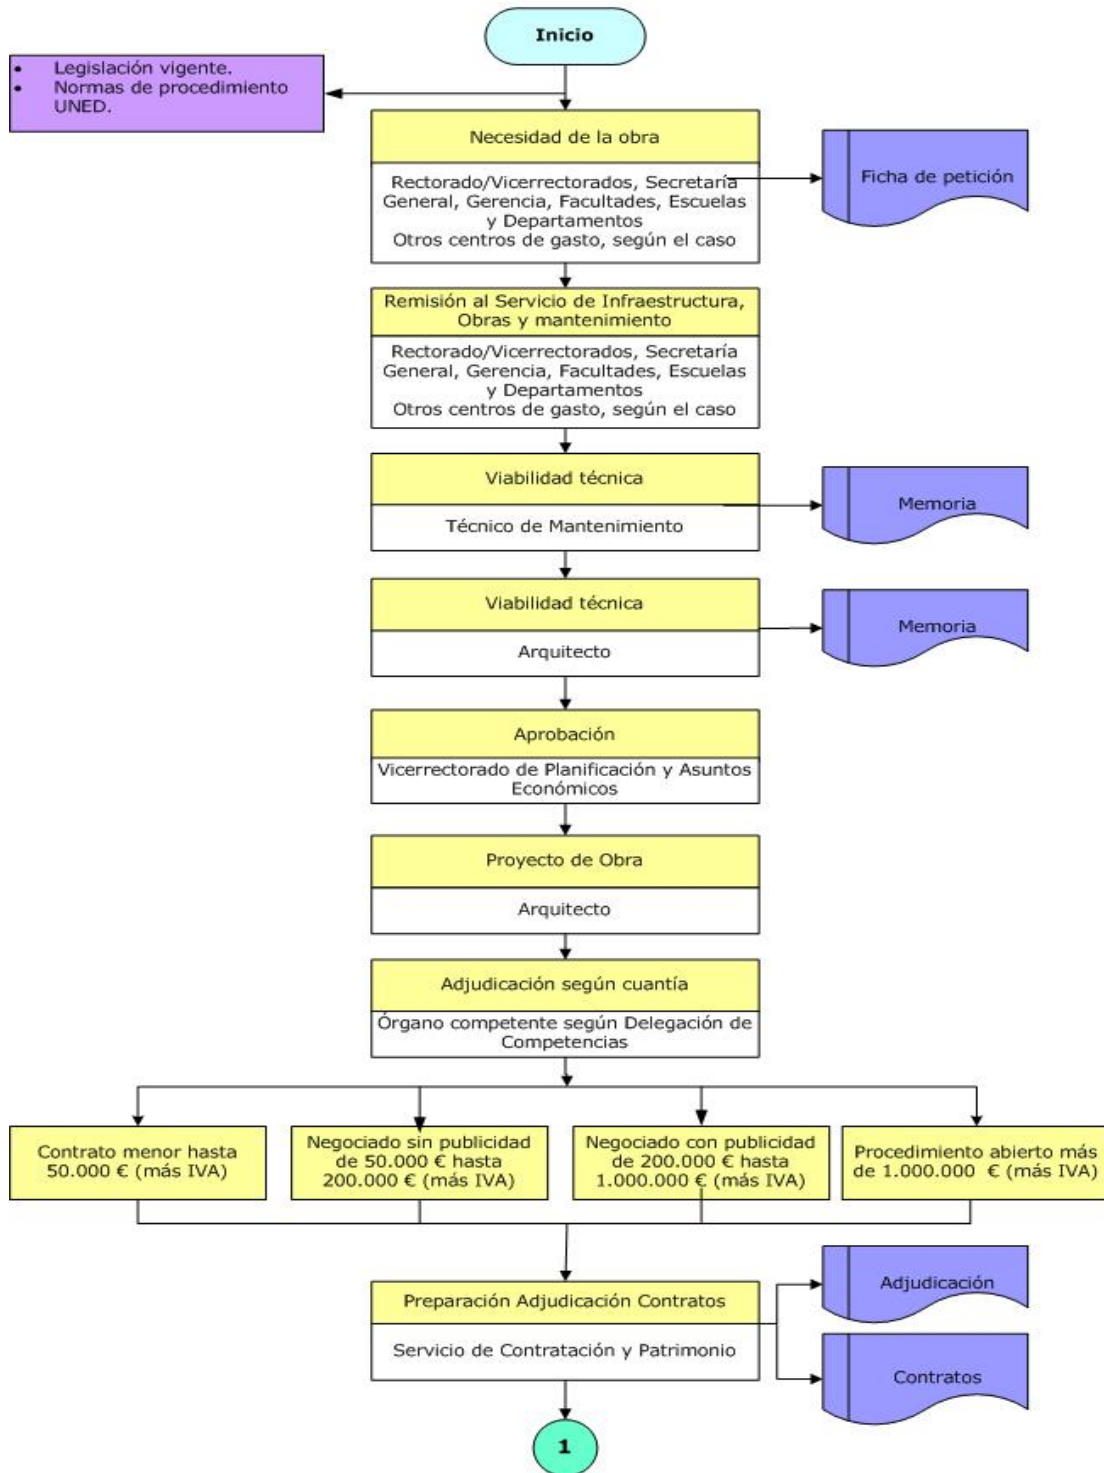 Inicio
• Legislación vigente.
• Normas de procedimiento
UNED.
Necesidad de la obra
Rectorado/Vicerrectorados, Secretaría
General, Gerencia, Facultades, Escuelas
y Departamentos
Otros centros de gasto, según el caso
Ficha de petición
Remisión al Servicio de Infraestructura,
Obras y mantenimiento
Rectorado/Vicerrectorados, Secretaría
General, Gerencia, Facultades, Escuelas
y Departamentos
Otros centros de gasto, según el caso
Viabilidad técnica
Técnico de Mantenimiento
Memoria
Viabilidad técnica
Arquitecto
Memoria
Aprobación
Vicerrectorado de Planificación y Asuntos
Económicos
Proyecto de Obra
Arquitecto
Adjudicación según cuantía
Órgano competente según Delegación de
Competencias
Contrato menor hasta
50.000 € (más IVA)
Negociado sin publicidad
de 50.000 € hasta
200.000 € (más IVA)
Negociado con publicidad
de 200.000 € hasta
1.000.000 € (más IVA)
Procedimiento abierto más
de 1.000.000 € (más IVA)
Preparación Adjudicación Contratos
Servicio de Contratación y Patrimonio
Adjudicación
Contratos
1